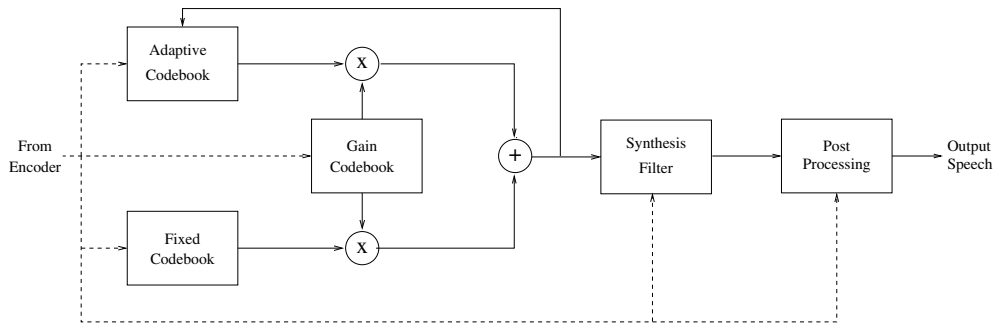 Adaptive
Codebook
X
From
Encoder
Gain
Codebook
+
Synthesis
Filter
Post
Processing
Output
Speech
Fixed
Codebook
X